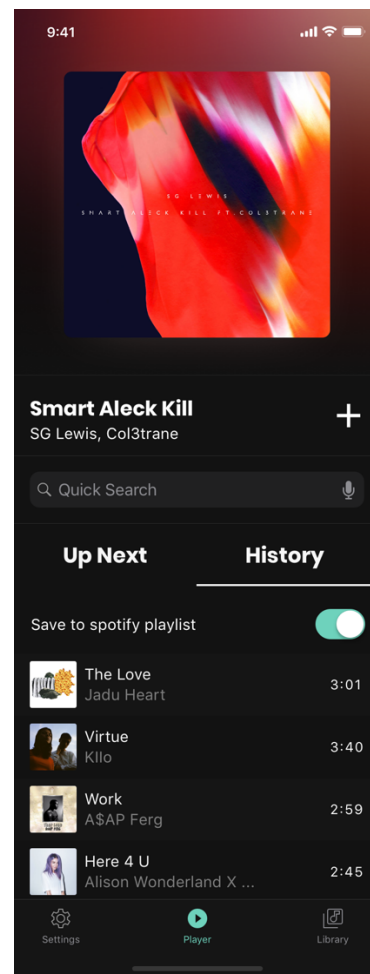 9:41
SG LEWIS
SMART ALECK KILL FT. COL3TRANE
Smart Aleck Kill
SG Lewis, Col3trane
Quick Search
Up Next History
Save to spotify playlist
The Love
Jadu Heart
3:01
Virtue
Kllo
3:40
Work
A$AP Ferg
2:59
Here 4 U
Alison Wonderland X ...
2:45
Settings Player Library